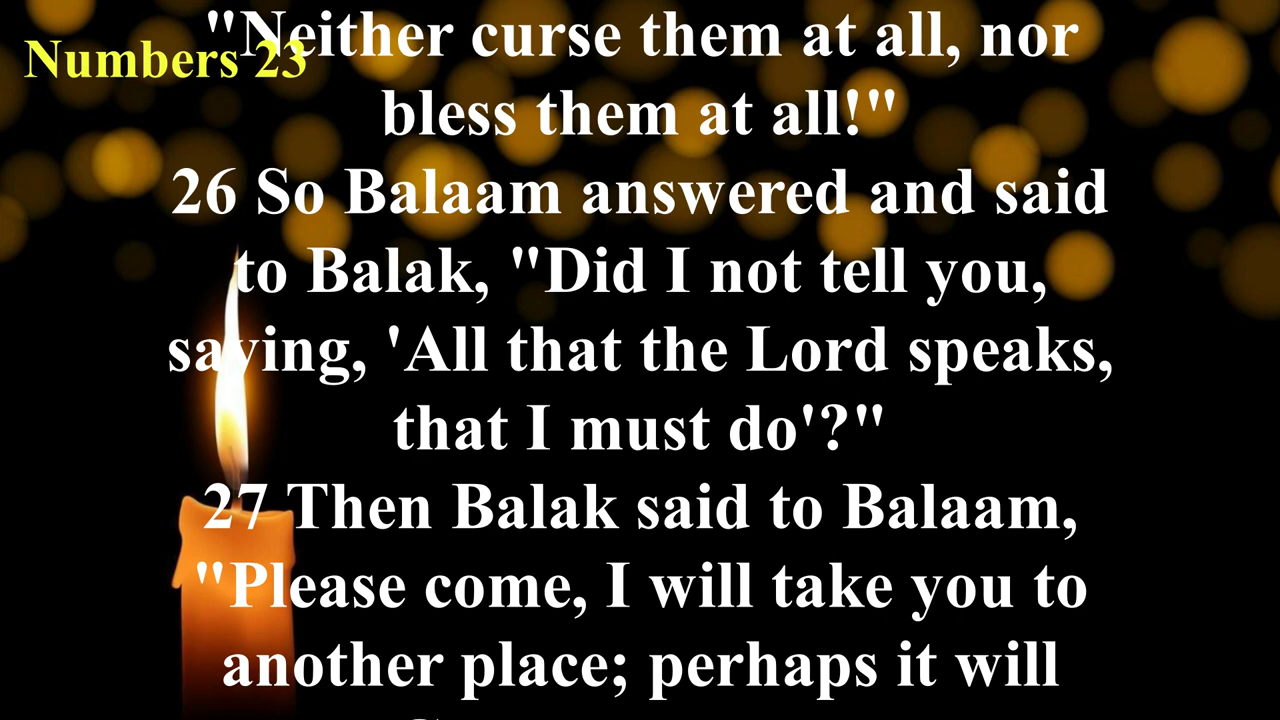 Numbers 23
"Neither curse them at all, nor
bless them at all!"
26 So Balaam answered and said
to Balak, "Did I not tell you,
saying, 'All that the Lord speaks,
that I must do'?"
27 Then Balak said to Balaam,
"Please come, I will take you to
another place; perhaps it will